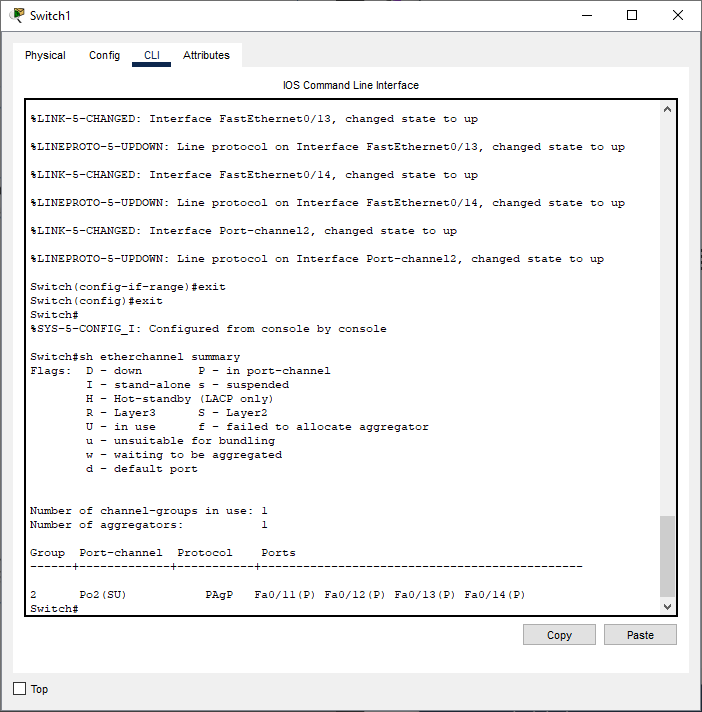 Switch1
Physical Config CLI Attributes
IOS Command Line Interface
%LINK-5-CHANGED: Interface FastEthernet0/13, changed state to up
%LINEPROTO-5-UPDOWN: Line protocol on Interface FastEthernet0/13, changed state to up
%LINK-5-CHANGED: Interface FastEthernet0/14, changed state to up
%LINEPROTO-5-UPDOWN: Line protocol on Interface FastEthernet0/14, changed state to up
%LINK-5-CHANGED: Interface Port-channel2, changed state to up
%LINEPROTO-5-UPDOWN: Line protocol on Interface Port-channel2, changed state to up
Switch(config-if-range)#exit
Switch(config)#exit
Switch#
%SYS-5-CONFIG_I: Configured from console by console
Switch#sh etherchannel summary
Flags:  D - down        P - in port-channel
        I - stand-alone s - suspended
        H - Hot-standby (LACP only)
        R - Layer3      S - Layer2
        U - in use      f - failed to allocate aggregator
        u - unsuitable for bundling
        w - waiting to be aggregated
        d - default port
Number of channel-groups in use: 1
Number of aggregators:           1
Group  Port-channel  Protocol    Ports
------+-------------+-----------+----------------------------------------------
2      Po2(SU)           PAgP   Fa0/11(P) Fa0/12(P) Fa0/13(P) Fa0/14(P)
Switch#
Copy Paste
Top